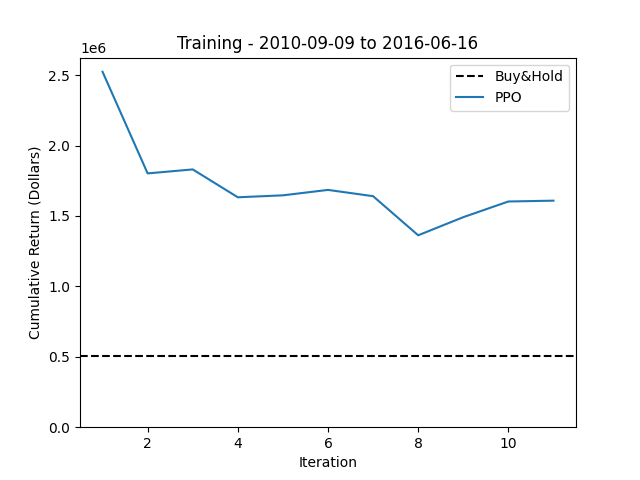 Training - 2010-09-09 to 2016-06-16
1e6
Buy&Hold
PPO
2.5
2.0
1.5
1.0
0.5
0.0
Cumulative Return (Dollars)
2 4 6 8 10
Iteration